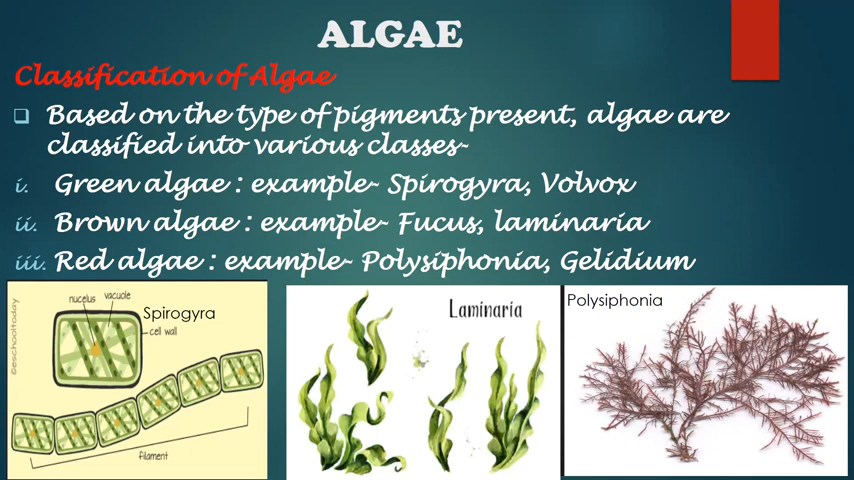 ALGAE
Classification of Algae
Based on the type of pigments present, algae are
classified into various classes-
i. Green algae : example- Spirogyra, Volvox
ii. Brown algae : example- Fucus, laminaria
iii. Red algae : example- Polysiphonia, Gelidium
nucelus vacuole
Spirogyra
cell wall
filament
©eschooltoday
Laminaria
Polysiphonia